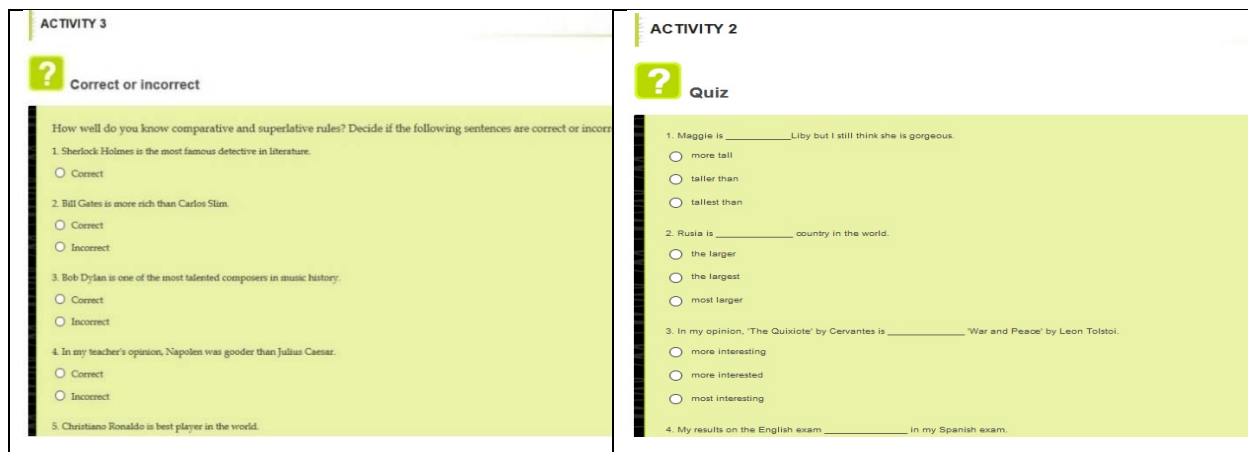 ACTIVITY 3
?
Correct or incorrect
How well do you know comparative and superlative rules? Decide if the following sentences are correct or incorr
1. Sherlock Holmes is the most famous detective in literature.
Correct
2. Bill Gates is more rich than Carlos Slim.
Correct
Incorrect
3. Bob Dylan is one of the most talented composers in music history.
Correct
Incorrect
4. In my teacher's opinion, Napolen was gooder than Julius Caesar.
Correct
Incorrect
5. Christiano Ronaldo is best player in the world.
ACTIVITY 2
?
Quiz
1. Maggie is ____________Liby but I still think she is gorgeous.
more tall
taller than
tallest than
2. Rusia is ______________ country in the world.
the larger
the largest
most larger
3. In my opinion, 'The Quixiote' by Cervantes is ______________ 'War and Peace' by Leon Tolstoi.
more interesting
more interested
most interesting
4. My results on the English exam _______________ in my Spanish exam.